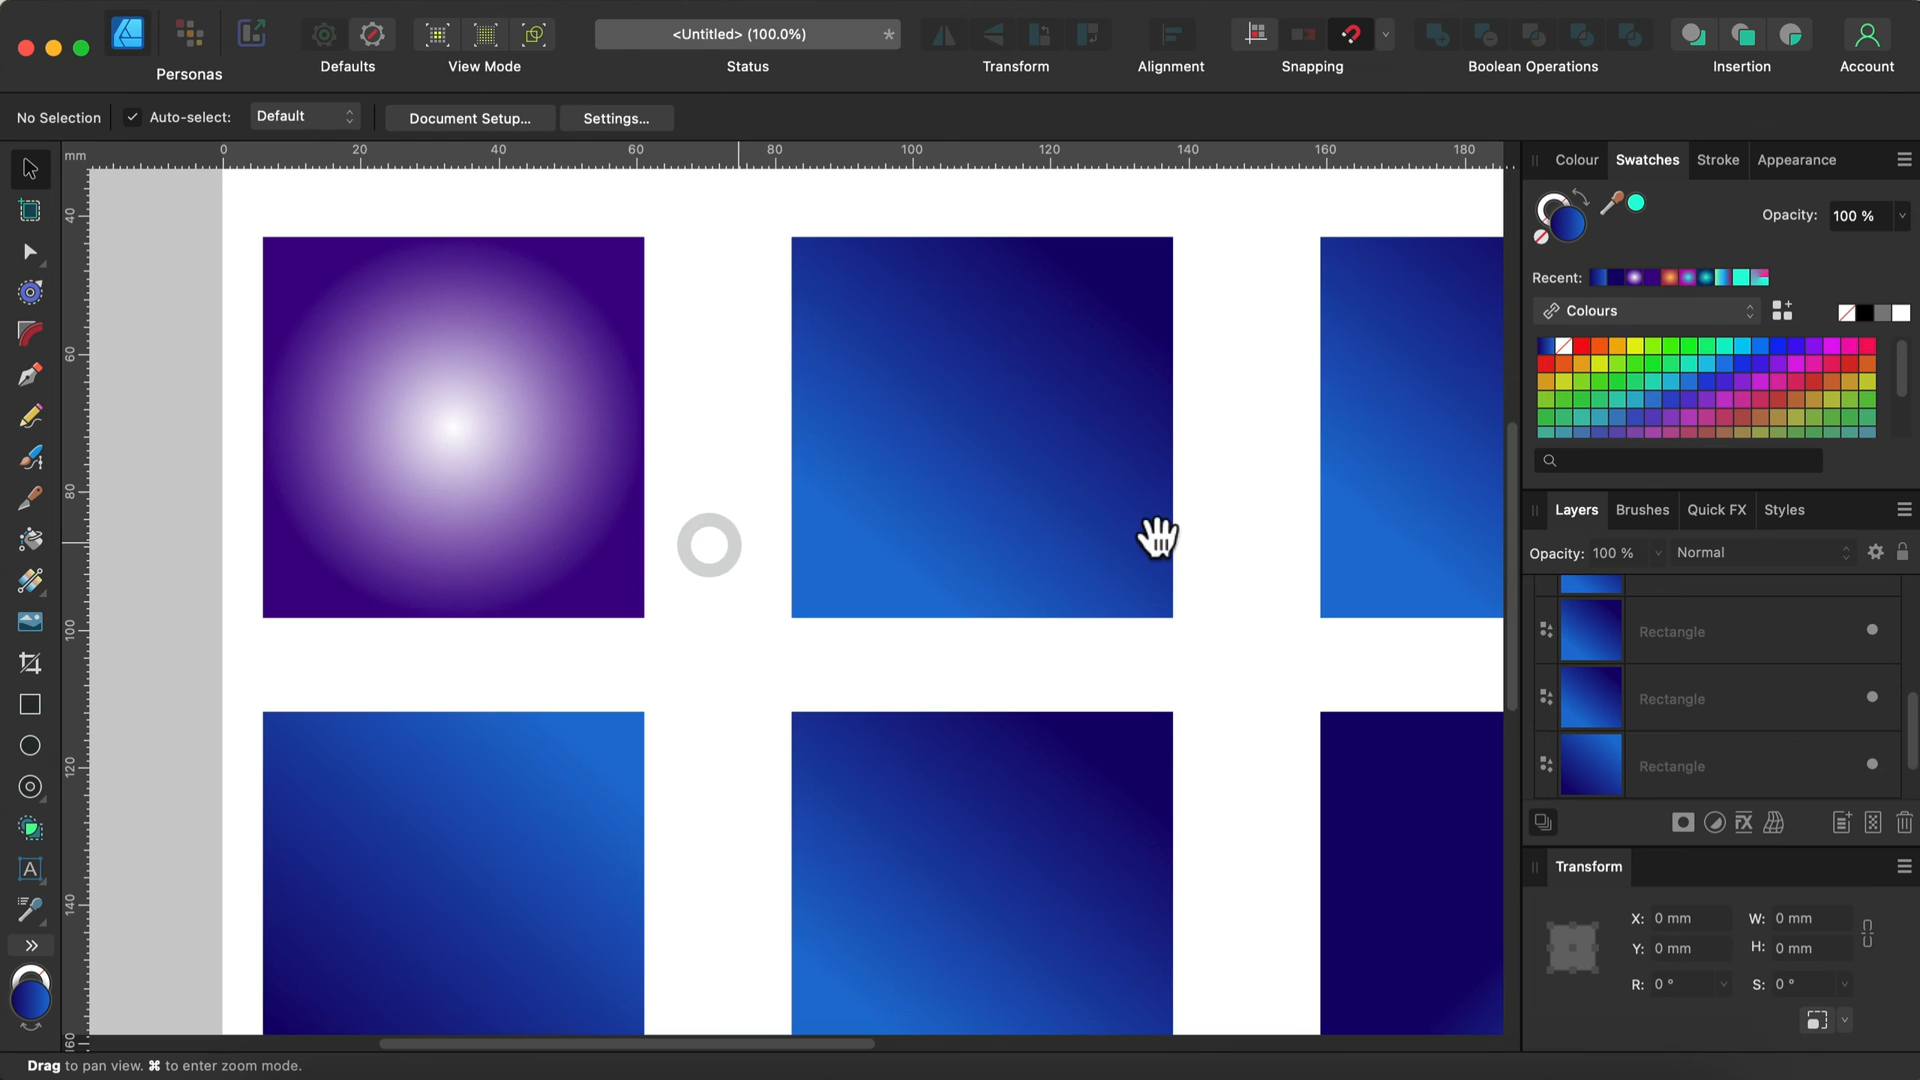 <Untitled> (100.0%)
*
Personas
Defaults
View Mode
Status
Transform
Alignment
Snapping
Boolean Operations
Insertion
Account
No Selection
Auto-select:
Default
Document Setup...
Settings...
mm
0
20
40
60
80
100
120
140
160
180
40
60
80
100
120
140
160
Colour
Swatches
Stroke
Appearance
Opacity:
100 %
Recent:
Colours
Layers
Brushes
Quick FX
Styles
Opacity: 100 %
Normal
Rectangle
Rectangle
Rectangle
FX
Transform
X: 0 mm
W: 0 mm
Y: 0 mm
H: 0 mm
R: 0 °
S: 0 °
A
Drag to pan view. ⌘ to enter zoom mode.